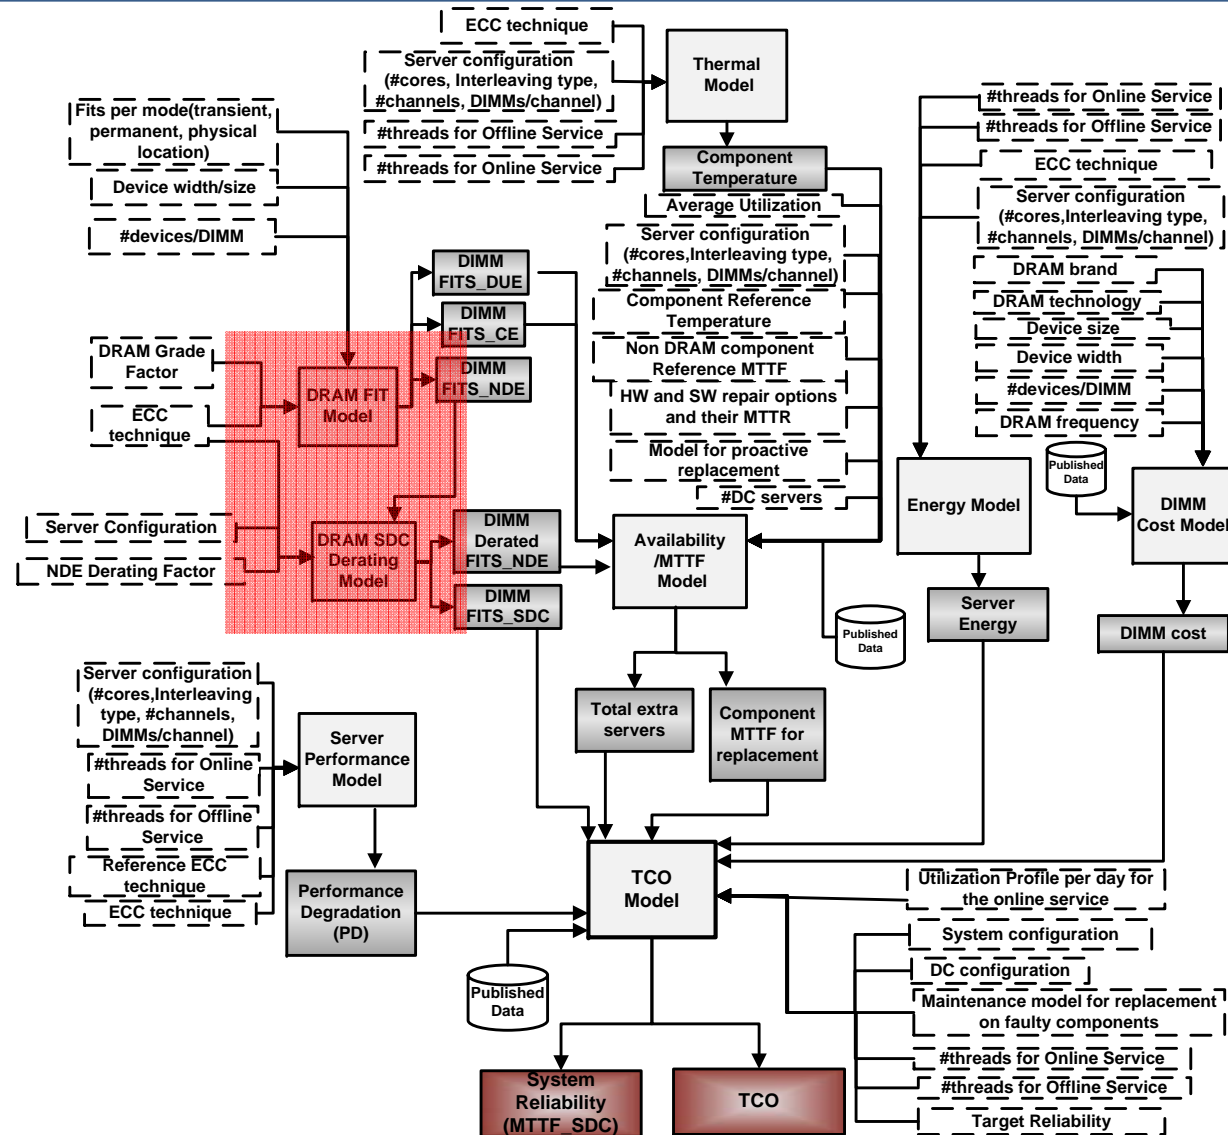 ECC technique
Server configuration
(#cores, Interleaving type,
#channels, DIMMs/channel)
#threads for Offline Service
#threads for Online Service
Thermal
Model
Component
Temperature
Fits per mode(transient,
permanent, physical
location)
Device width/size
#devices/DIMM
DRAM Grade
Factor
ECC
technique
Server Configuration
NDE Derating Factor
DRAM FIT
Model
DRAM SDC
Derating
Model
DIMM
FITS_DUE
DIMM
FITS_CE
DIMM
FITS_NDE
DIMM
Derated
FITS_NDE
DIMM
FITS_SDC
Average Utilization
Server configuration
(#cores,Interleaving type,
#channels, DIMMs/channel)
Component Reference
Temperature
Non DRAM component
Reference MTTF
HW and SW repair options
and their MTTR
Model for proactive
replacement
#DC servers
Availability
/MTTF
Model
Published
Data
#threads for Online Service
#threads for Offline Service
ECC technique
Server configuration
(#cores,Interleaving type,
#channels, DIMMs/channel)
DRAM brand
DRAM technology
Device size
Device width
#devices/DIMM
DRAM frequency
Published
Data
Energy Model
DIMM
Cost Model
Server
Energy
DIMM cost
Total extra
servers
Component
MTTF for
replacement
Server configuration
(#cores,Interleaving
type, #channels,
DIMMs/channel)
#threads for Online
Service
#threads for Offline
Service
Reference ECC
technique
ECC technique
Server
Performance
Model
Performance
Degradation
(PD)
Published
Data
TCO
Model
Utilization Profile per day for
the online service
System configuration
DC configuration
Maintenance model for replacement
on faulty components
#threads for Online Service
#threads for Offline Service
Target Reliability
System
Reliability
(MTTF_SDC)
TCO